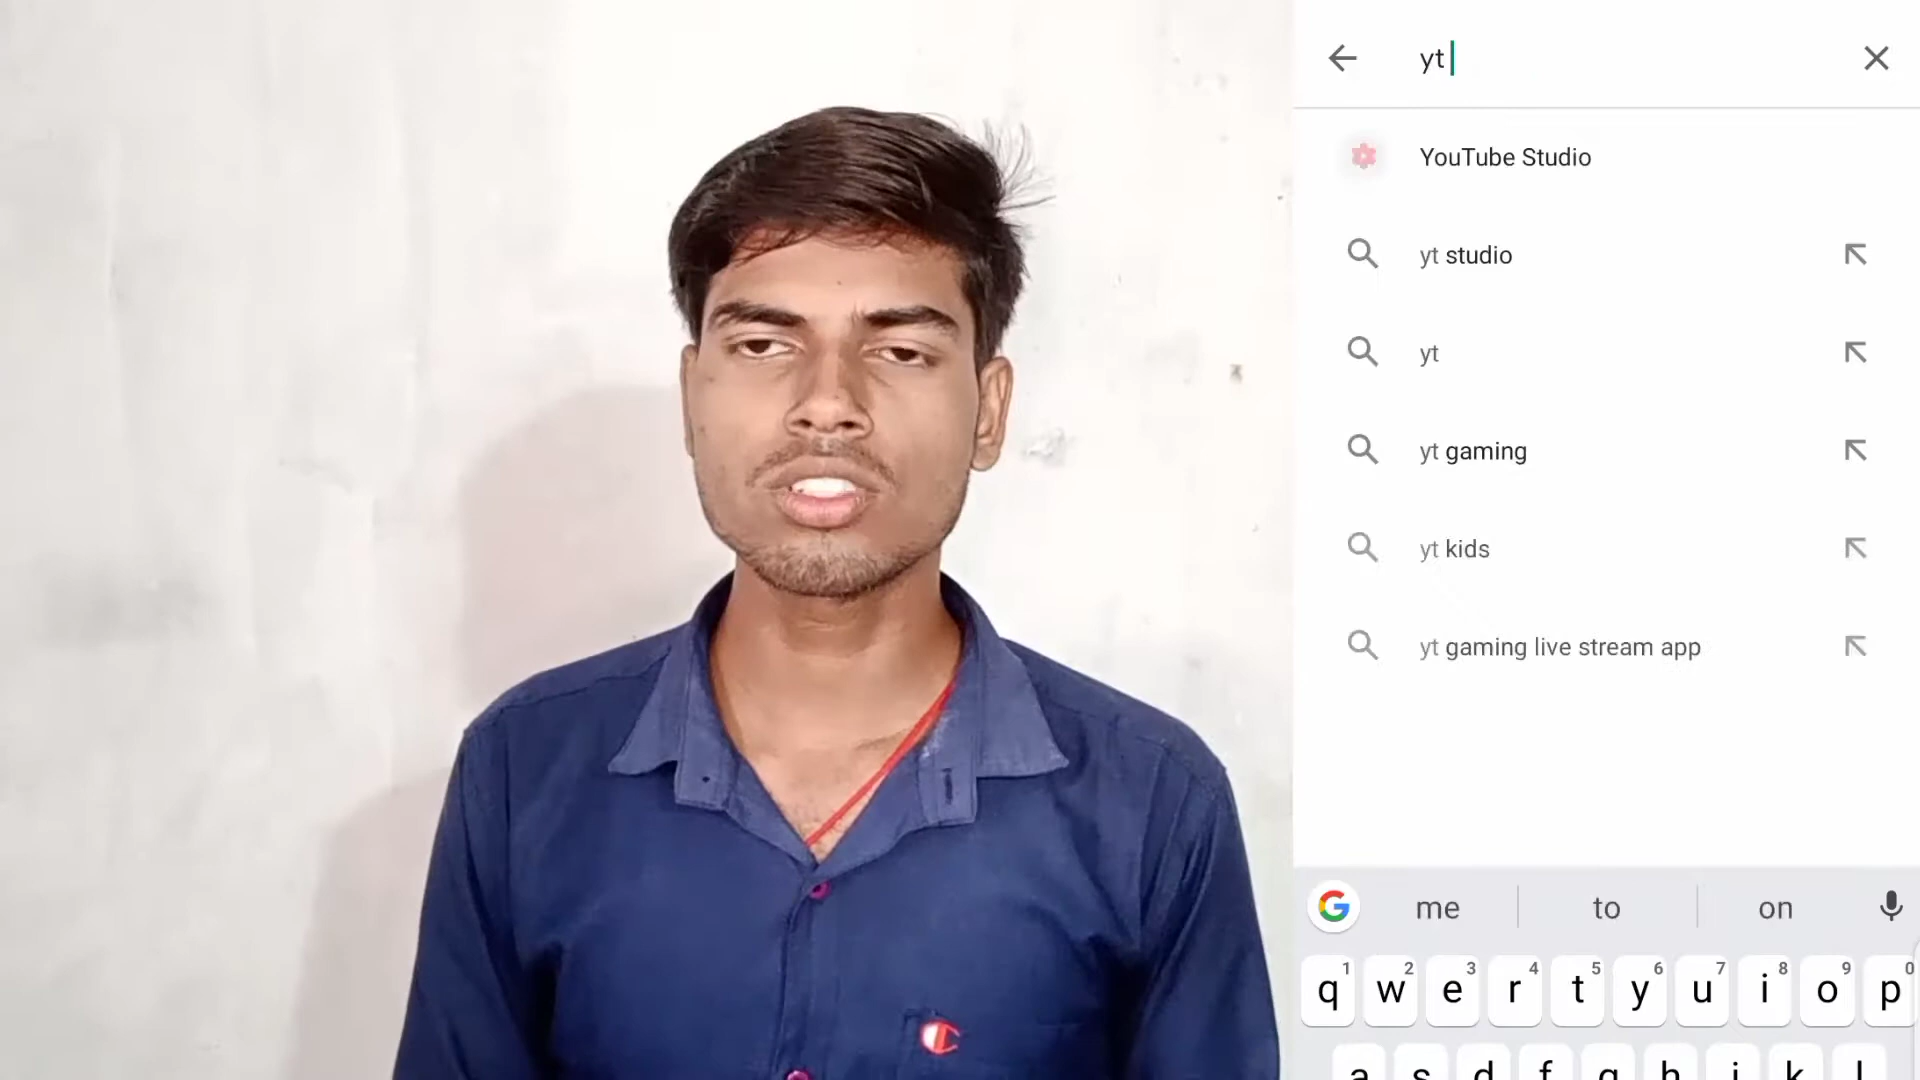 yt
YouTube Studio
yt studio
yt
yt gaming
yt kids
yt gaming live stream app
me to on
1 2 3 4 5 6 7 8 9 0
q w e r t y u i o p
a s d f g h j k l